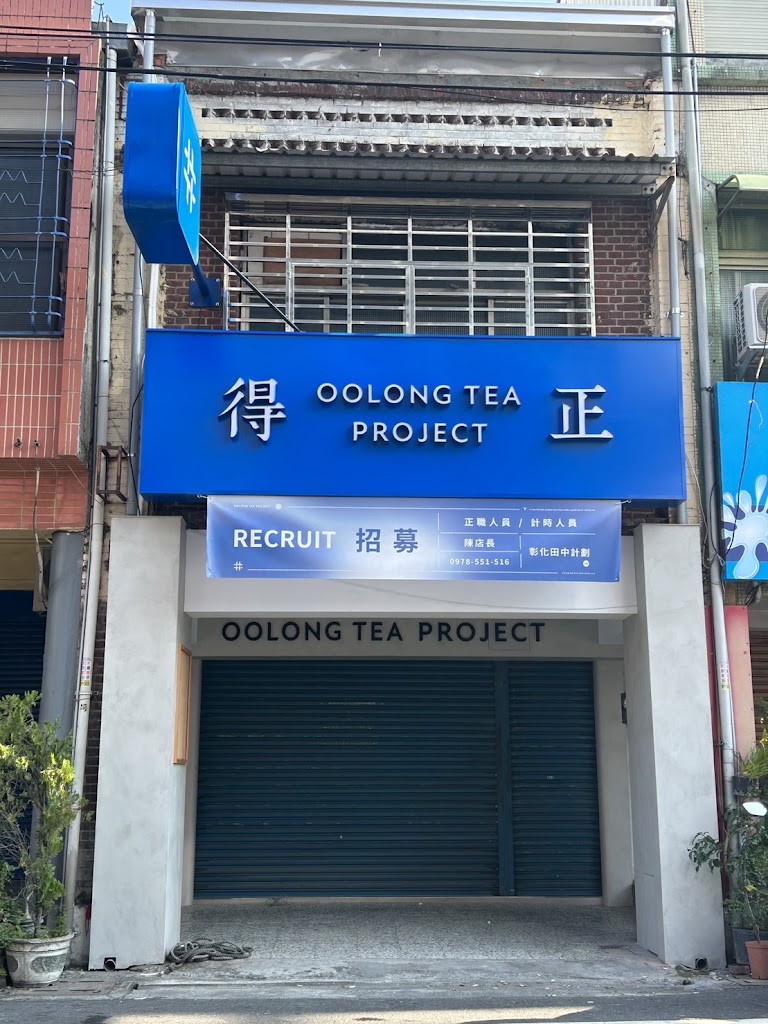 得 OOLONG TEA 正
PROJECT
RECRUIT 招募
正職人員 / 計時人員
陳店長
0978-551-516
彰化田中計劃
OOLONG TEA PROJECT